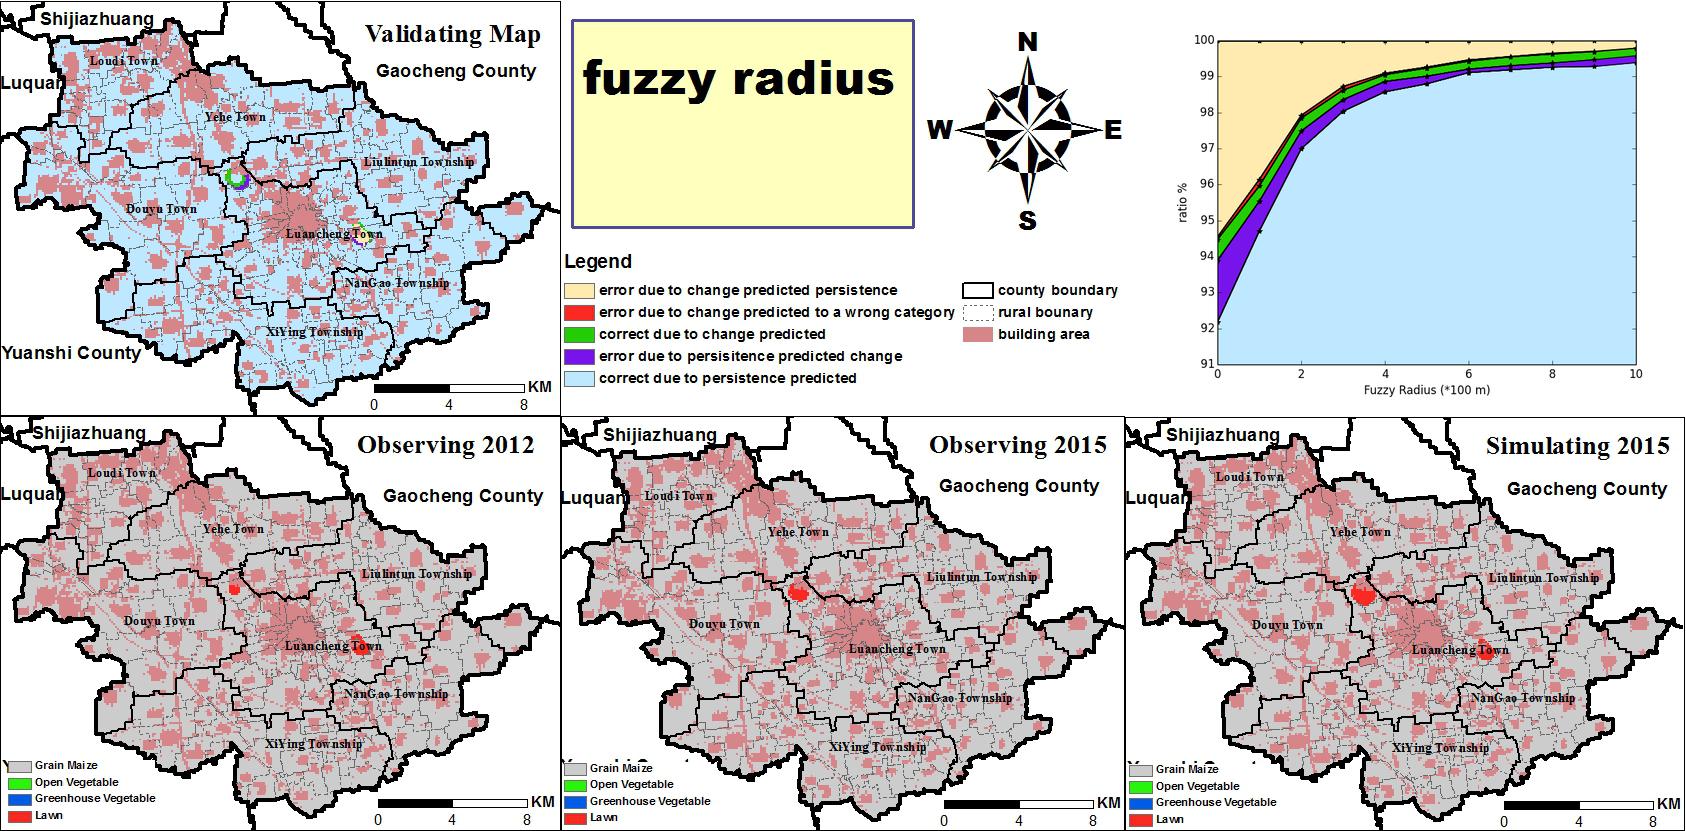 Shijiazhuang
Validating Map
Gaocheng County
Luquan
Loudi Town
Yehe Town
Liulintun Township
Douyu Town
Luancheng Town
NanGao Township
XiYing Township
Yuanshi County
KM
0 4 8
fuzzy radius
N
W E
S
Legend
error due to change predicted persistence
error due to change predicted to a wrong category
correct due to change predicted
error due to persisitence predicted change
correct due to persistence predicted
county boundary
rural bounary
building area
100
99
98
97
96
95
94
93
92
91
ratio %
0 2 4 6 8 10
Fuzzy Radius (*100 m)
Shijiazhuang
Observing 2012
Gaocheng County
Luquan
Loudi Town
Yehe Town
Liulintun Township
Douyu Town
Luancheng Town
NanGao Township
XiYing Township
Grain Maize
Open Vegetable
Greenhouse Vegetable
Lawn
KM
0 4 8
Shijiazhuang
Observing 2015
Gaocheng County
Luquan
Loudi Town
Yehe Town
Liulintun Township
Douyu Town
Luancheng Town
NanGao Township
XiYing Township
Grain Maize
Open Vegetable
Greenhouse Vegetable
Lawn
KM
0 4 8
Shijiazhuang
Simulating 2015
Gaocheng County
Luquan
Loudi Town
Yehe Town
Liulintun Township
Douyu Town
Luancheng Town
NanGao Township
XiYing Township
Grain Maize
Open Vegetable
Greenhouse Vegetable
Lawn
KM
0 4 8